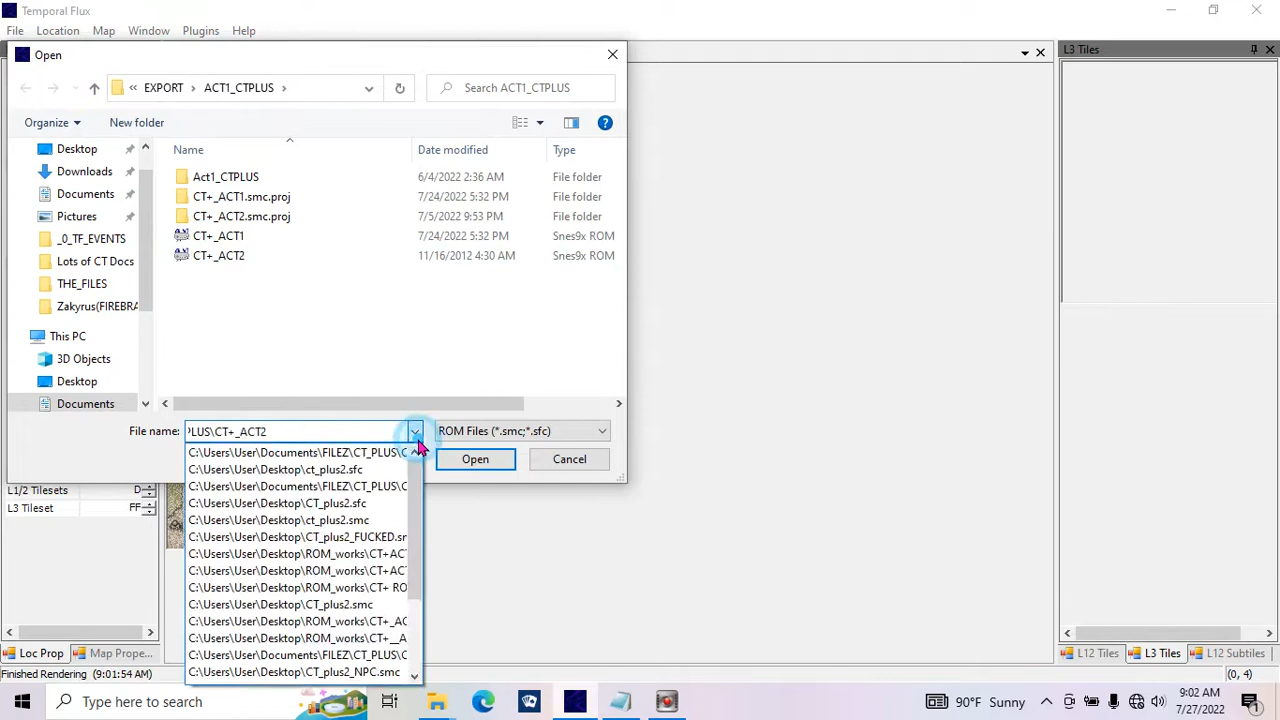 Temporal Flux
File Location Map Window Plugins Help
Open
L3 Tiles
EXPORT ACT1_CTPLUS
Search ACT1_CTPLUS
Organize
New folder
Name
Date modified
Type
Desktop
Downloads
Documents
Pictures
_0_TF_EVENTS
Lots of CT Docs
THE_FILES
Zakyrus(FIREBRA
This PC
3D Objects
Desktop
Documents
Act1_CTPLUS 6/4/2022 2:36 AM File folder
CT+_ACT1.smc.proj 7/24/2022 5:32 PM File folder
CT+_ACT2.smc.proj 7/5/2022 9:53 PM File folder
CT+_ACT1 7/24/2022 5:32 PM Snes9x ROM
CT+_ACT2 11/16/2012 4:30 AM Snes9x ROM
File name: PLUS\CT+_ACT2
ROM Files (*.smc;*.sfc)
Open
Cancel
C:\Users\User\Documents\FILEZ\CT_PLUS\C
C:\Users\User\Desktop\ct_plus2.sfc
C:\Users\User\Documents\FILEZ\CT_PLUS\C
C:\Users\User\Desktop\CT_plus2.sfc
C:\Users\User\Desktop\ct_plus2.smc
C:\Users\User\Desktop\CT_plus2_FUCKED.sm
C:\Users\User\Desktop\ROM_works\CT+ACT
C:\Users\User\Desktop\ROM_works\CT+ACT
C:\Users\User\Desktop\ROM_works\CT+ RO
C:\Users\User\Desktop\CT_plus2.smc
C:\Users\User\Desktop\ROM_works\CT+_AC
C:\Users\User\Desktop\ROM_works\CT+__A
C:\Users\User\Documents\FILEZ\CT_PLUS\C
C:\Users\User\Desktop\CT_plus2_NPC.smc
L1/2 Tilesets D
L3 Tileset FF
Loc Prop
Map Prope...
L12 Tiles
L3 Tiles
L12 Subtiles
Finished Rendering (9:01:54 AM)
(0, 4)
Type here to search
90°F Sunny
9:02 AM
7/27/2022
1